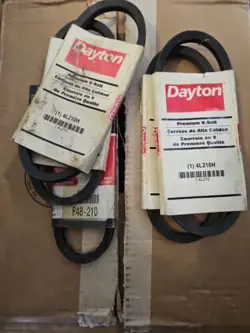 Dayton
Premium V-Belt
Correas de Alta Calidad
Courroie en V
de Première Qualité
(1) 4L210H
P48-210
Dayton
Premium V-Belt
Correas de Alta Calidad
Courroie en V
de Première Qualité
(1) 4L210H